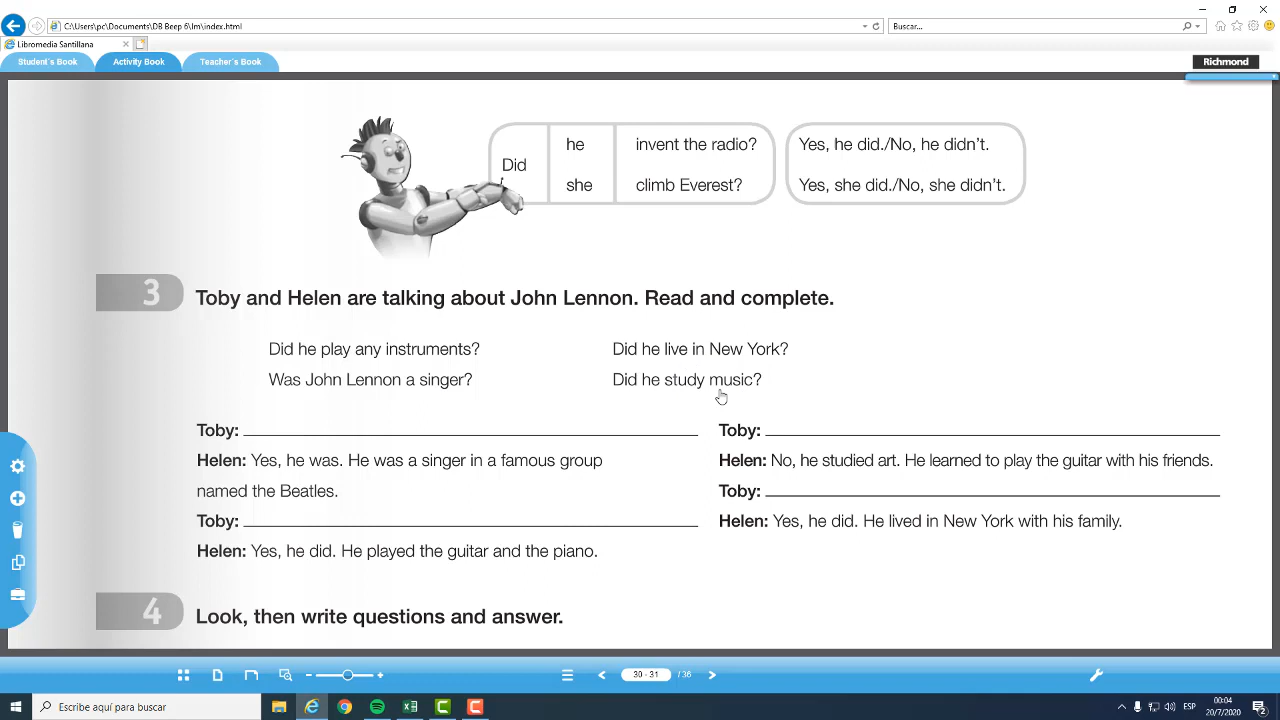 C:\Users\pc\Documents\DB Beep 6\lm\index.html
Buscar...
Libromedia Santillana
Student´s Book
Activity Book
Teacher´s Book
Richmond
Did
he
invent the radio?
Yes, he did./No, he didn't.
she
climb Everest?
Yes, she did./No, she didn't.
3
Toby and Helen are talking about John Lennon. Read and complete.
Did he play any instruments?
Did he live in New York?
Was John Lennon a singer?
Did he study music?
Toby:
Helen: Yes, he was. He was a singer in a famous group
named the Beatles.
Toby:
Helen: Yes, he did. He played the guitar and the piano.
Toby:
Helen: No, he studied art. He learned to play the guitar with his friends.
Toby:
Helen: Yes, he did. He lived in New York with his family.
4
Look, then write questions and answer.
30 - 31
/ 36
Escribe aquí para buscar
ESP
00:04
20/7/2020
2